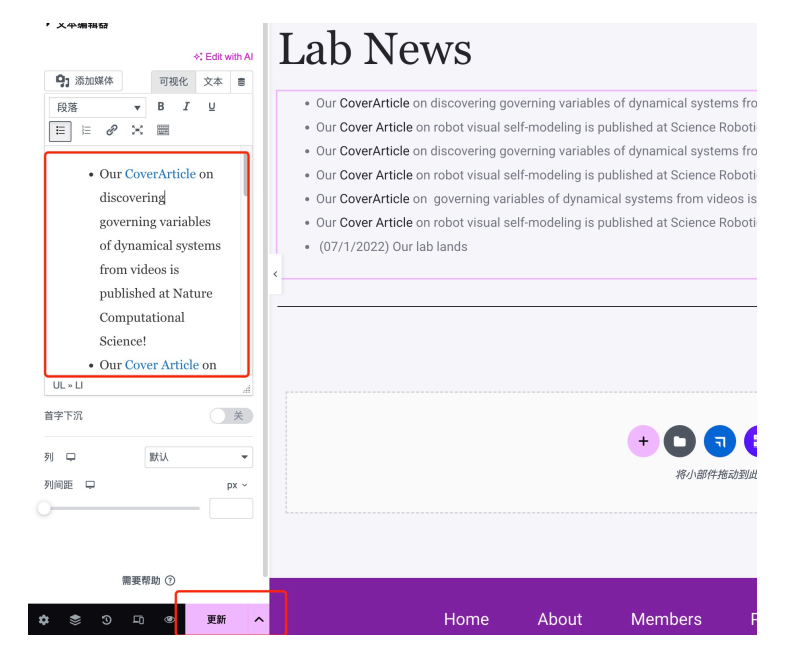 文本编辑器
Edit with AI
添加媒体
可视化
文本
段落
B I U
Our CoverArticle on
discovering
governing variables
of dynamical systems
from videos is
published at Nature
Computational
Science!
Our Cover Article on
UL » LI
首字下沉
关
列
默认
列间距
px
需要帮助
更新
Lab News
Our CoverArticle on discovering governing variables of dynamical systems fro
Our Cover Article on robot visual self-modeling is published at Science Roboti
Our CoverArticle on discovering governing variables of dynamical systems fro
Our Cover Article on robot visual self-modeling is published at Science Roboti
Our CoverArticle on governing variables of dynamical systems from videos is
Our Cover Article on robot visual self-modeling is published at Science Roboti
(07/1/2022) Our lab lands
将小部件拖动到此
Home
About
Members